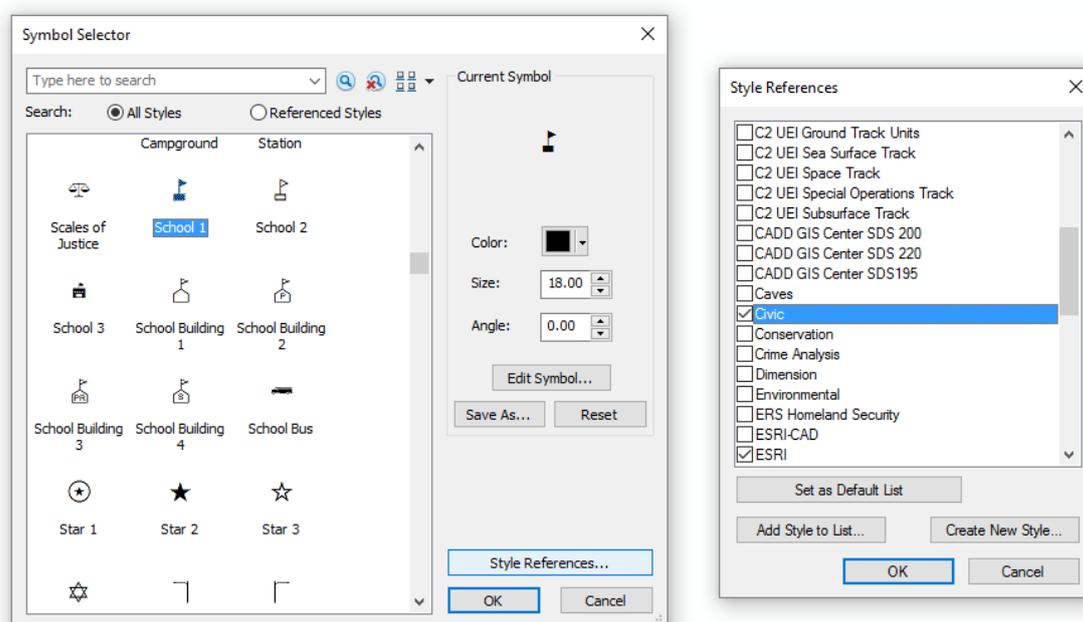 Symbol Selector
Type here to search
Search:
All Styles
Referenced Styles
Campground
Station
Scales of
Justice
School 1
School 2
School 3
School Building
1
School Building
2
P
PR
S
School Building
3
School Building
4
School Bus
Star 1
Star 2
Star 3
Current Symbol
Color:
Size:
18.00
Angle:
0.00
Edit Symbol...
Save As...
Reset
Style References...
OK
Cancel
Style References
C2 UEI Ground Track Units
C2 UEI Sea Surface Track
C2 UEI Space Track
C2 UEI Special Operations Track
C2 UEI Subsurface Track
CADD GIS Center SDS 200
CADD GIS Center SDS 220
CADD GIS Center SDS195
Caves
Civic
Conservation
Crime Analysis
Dimension
Environmental
ERS Homeland Security
ESRI-CAD
ESRI
Set as Default List
Add Style to List...
Create New Style...
OK
Cancel